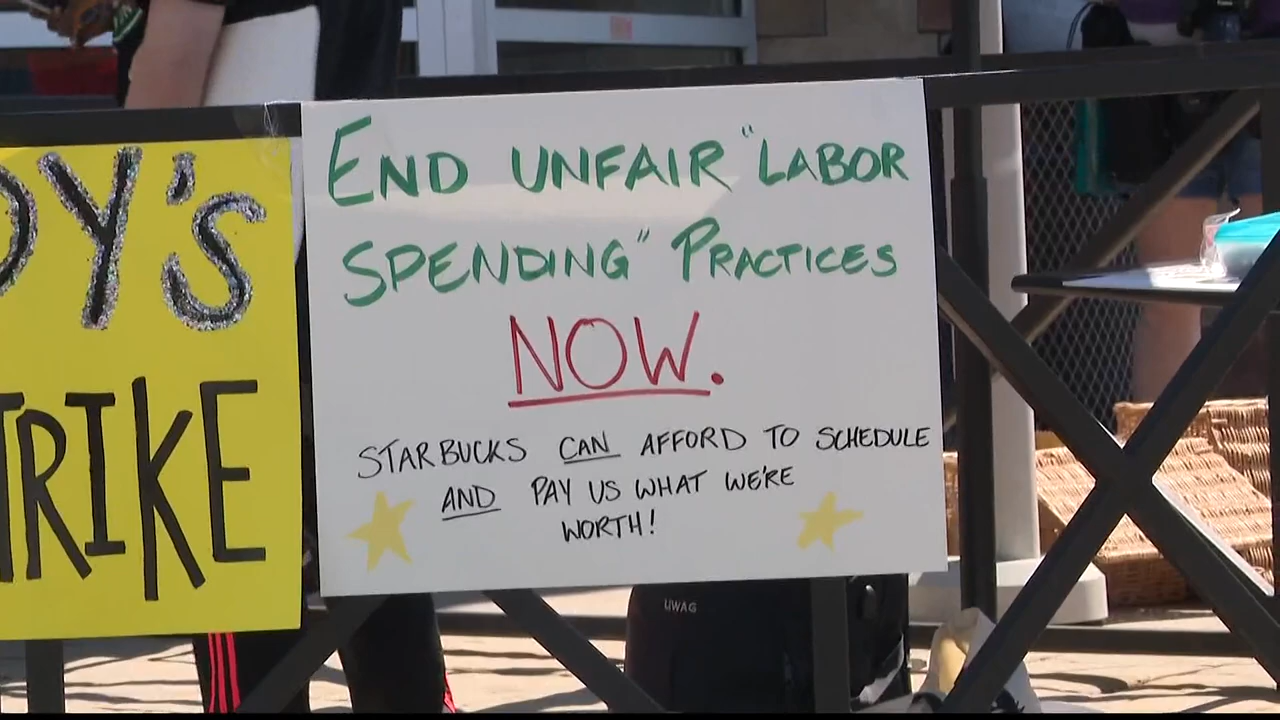 END UNFAIR "LABOR
SPENDING" PRACTICES
NOW.
STARBUCKS CAN AFFORD TO SCHEDULE
AND PAY US WHAT WE'RE
WORTH!
DY'S
TRIKE
UWAG